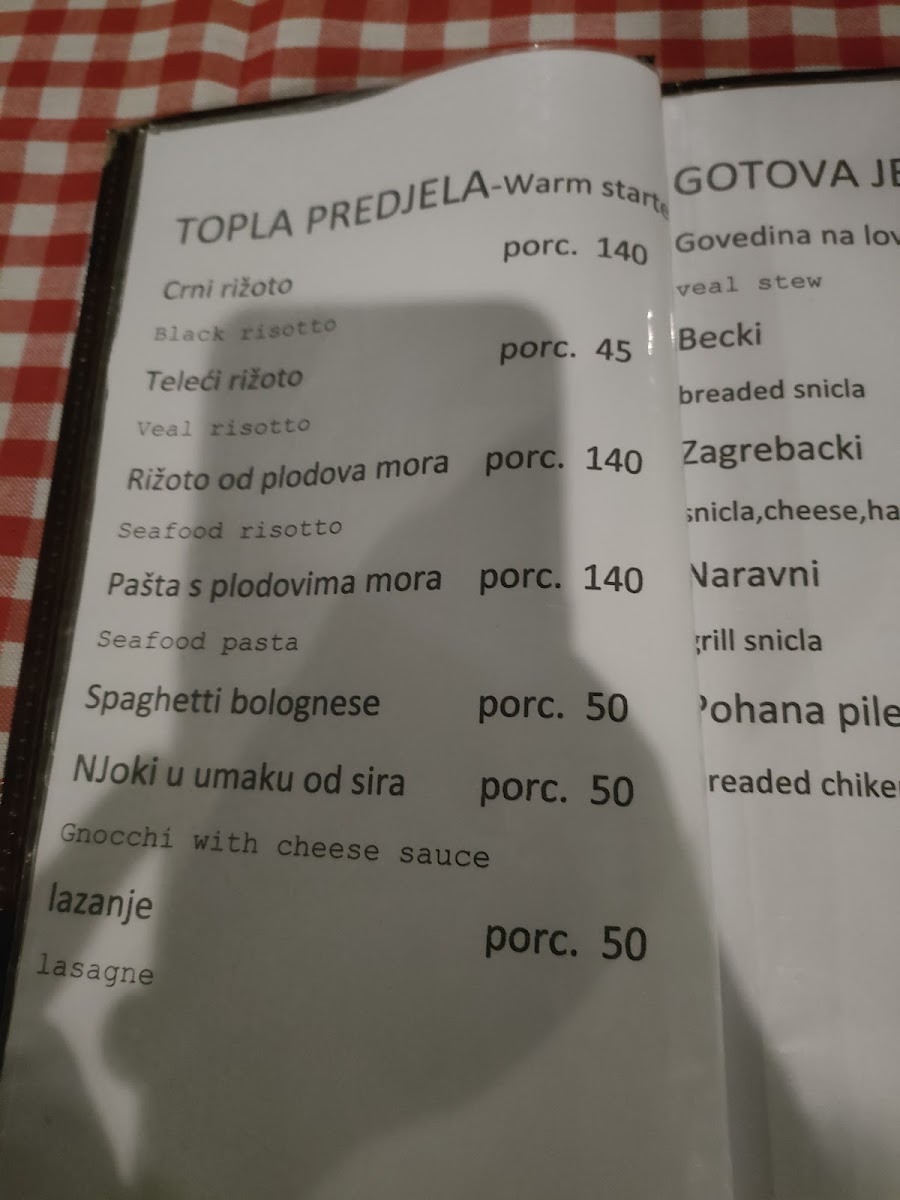 TOPLA PREDJELA-Warm starte
Crni rižoto porc. 140
Black risotto
Teleći rižoto porc. 45
Veal risotto
Rižoto od plodova mora porc. 140
Seafood risotto
Pašta s plodovima mora porc. 140
Seafood pasta
Spaghetti bolognese porc. 50
NJoki u umaku od sira porc. 50
Gnocchi with cheese sauce
lazanje porc. 50
lasagne
GOTOVA JE
Govedina na lov
veal stew
Becki
breaded snicla
Zagrebacki
snicla,cheese,ha
Naravni
grill snicla
Pohana pile
readed chike